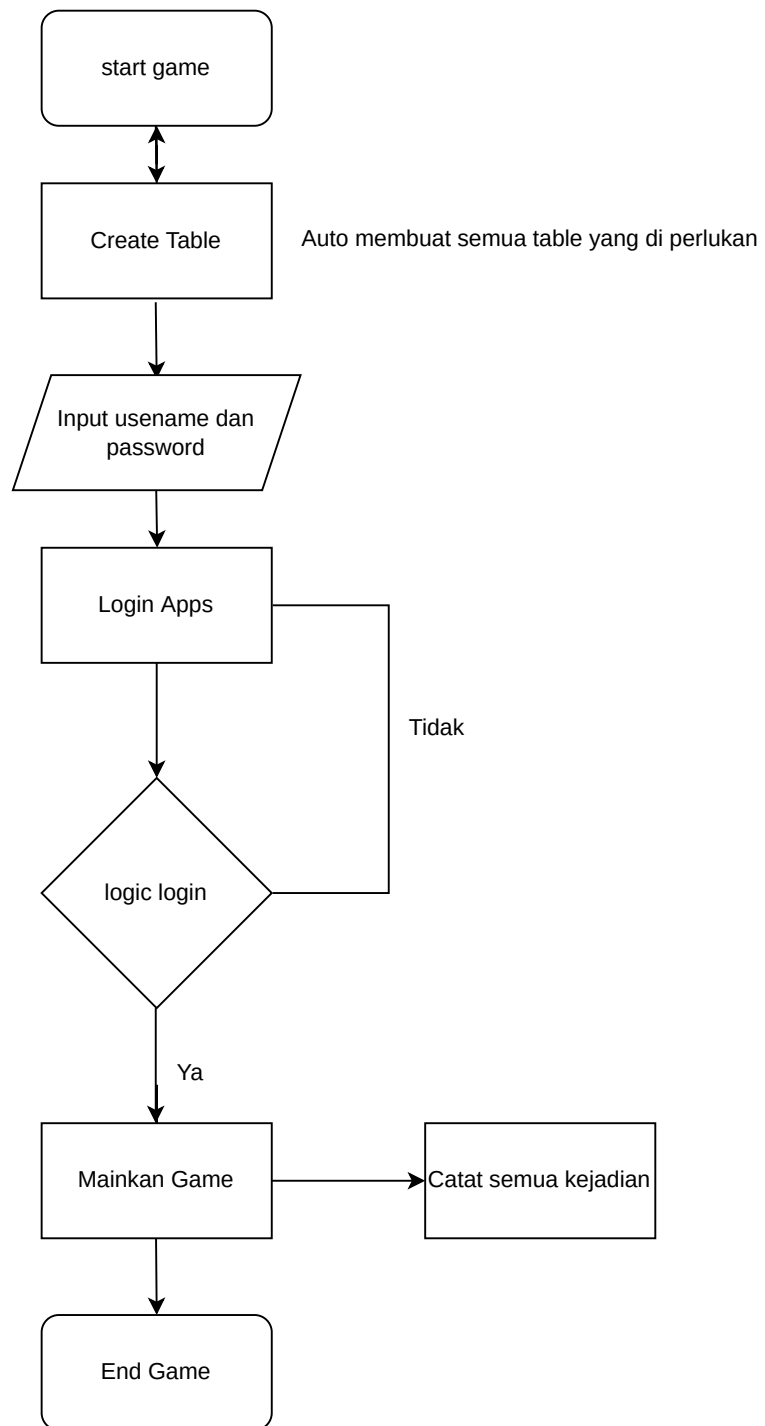 start game
Create Table
Auto membuat semua table yang di perlukan
Input usename dan
password
Login Apps
Tidak
logic login
Ya
Mainkan Game
Catat semua kejadian
End Game